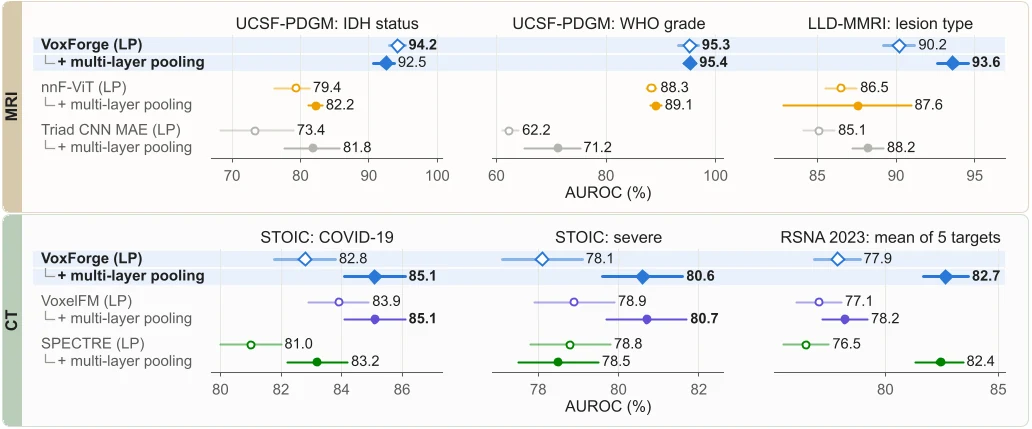 UCSF-PDGM: IDH status UCSF-PDGM: WHO grade LLD-MMRI: lesion type
MRI
VoxForge (LP) 94.2 95.3 90.2
+ multi-layer pooling 92.5 95.4 93.6
nnF-ViT (LP) 79.4 88.3 86.5
+ multi-layer pooling 82.2 89.1 87.6
Triad CNN MAE (LP) 73.4 62.2 85.1
+ multi-layer pooling 81.8 71.2 88.2
70 80 90 100 60 80 100 85 90 95
AUROC (%)
STOIC: COVID-19 STOIC: severe RSNA 2023: mean of 5 targets
CT
VoxForge (LP) 82.8 78.1 77.9
+ multi-layer pooling 85.1 80.6 82.7
VoxelFM (LP) 83.9 78.9 77.1
+ multi-layer pooling 85.1 80.7 78.2
SPECTRE (LP) 81.0 78.8 76.5
+ multi-layer pooling 83.2 78.5 82.4
80 82 84 86 78 80 82 80 85
AUROC (%)